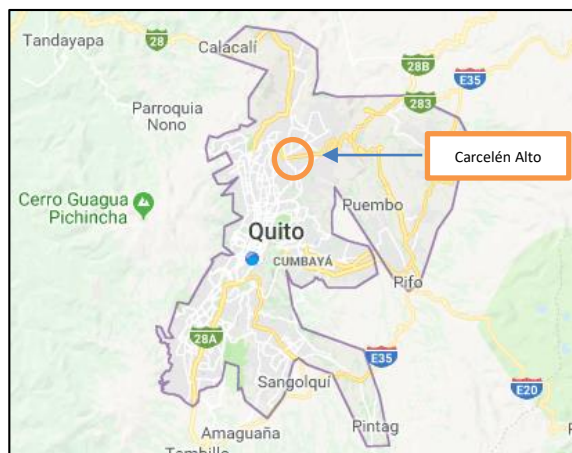 Tandayapa
28
Calacalí
28B
E35
283
Parroquia
Nono
Carcelén Alto
Cerro Guagua
Pichincha
Puembo
Quito
CUMBAYÁ
Pifo
28A
E35
Sangolquí
E20
Amaguaña
Pintag